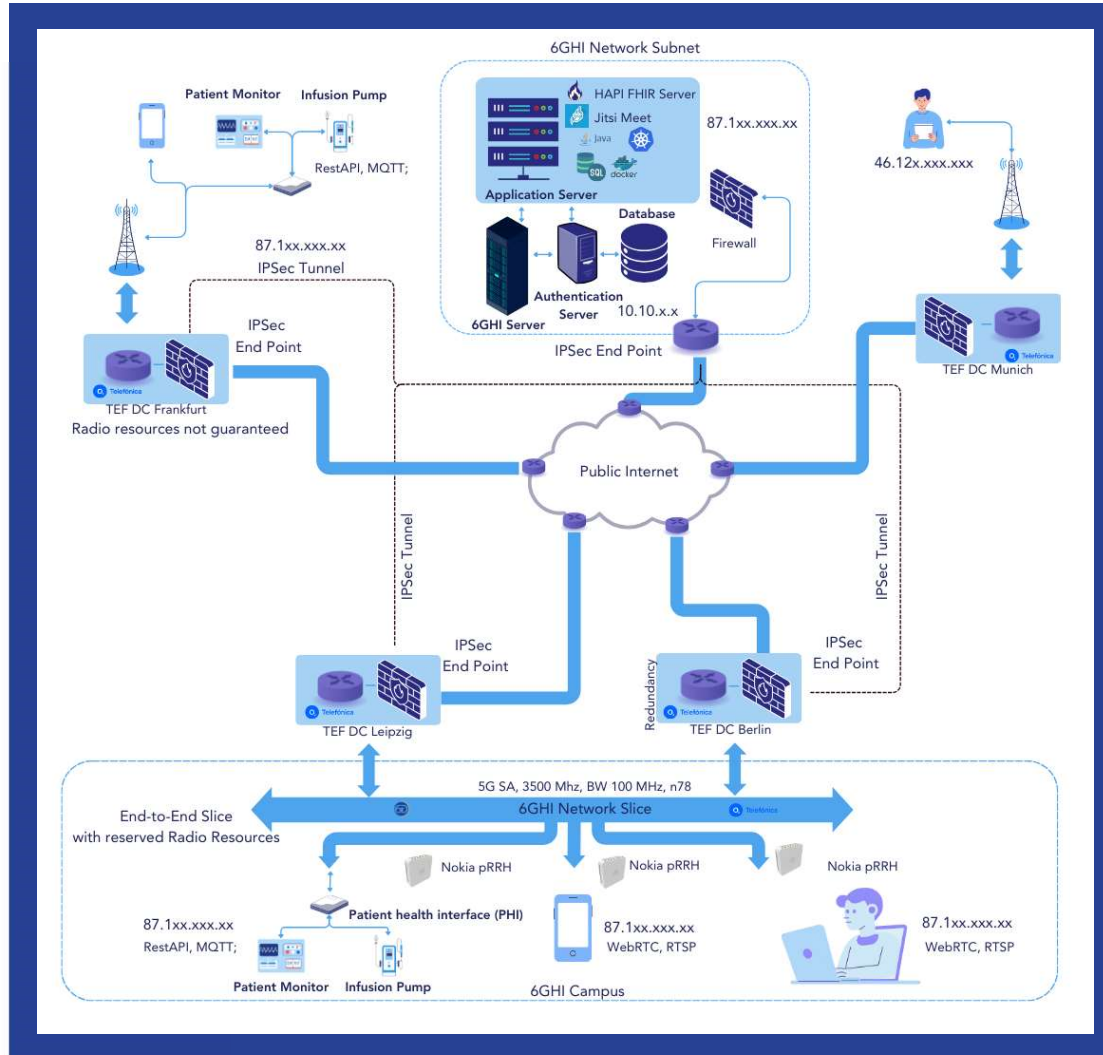 6GHI Network Subnet
HAPI FHIR Server
Jitsi Meet
Java
SQL
docker
Application Server
87.1xx.xxx.xx
Firewall
Database
Authentication
Server
6GHI Server
10.10.x.x
IPSec End Point
Patient Monitor
Infusion Pump
RestAPI, MQTT;
46.12x.xxx.xxx
87.1xx.xxx.xx
IPSec Tunnel
IPSec
End Point
Telefónica
TEF DC Frankfurt
Radio resources not guaranteed
Telefónica
TEF DC Munich
Public Internet
IPSec Tunnel
IPSec Tunnel
IPSec
End Point
Telefónica
TEF DC Leipzig
Redundancy
IPSec
End Point
Telefónica
TEF DC Berlin
5G SA, 3500 Mhz, BW 100 MHz, n78
6GHI Network Slice
Telefónica
End-to-End Slice
with reserved Radio Resources
Nokia pRRH
Nokia pRRH
Nokia pRRH
Patient health interface (PHI)
87.1xx.xxx.xx
RestAPI, MQTT;
Patient Monitor
Infusion Pump
87.1xx.xxx.xx
WebRTC, RTSP
87.1xx.xxx.xx
WebRTC, RTSP
6GHI Campus